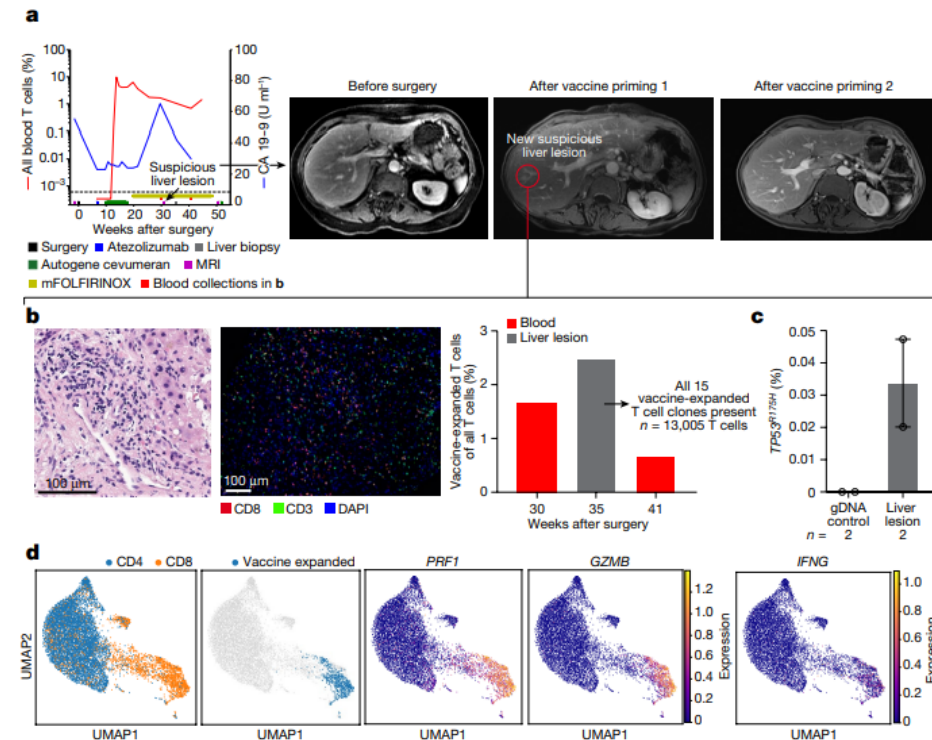 a
All blood T cells (%)
100
10
1
0.1
0.01
10⁻³
0
100
80
60
40
20
0
CA 19–9 (U ml⁻¹)
Suspicious
liver lesion
0 10 20 30 40 50
Weeks after surgery
Surgery Atezolizumab Liver biopsy
Autogene cevumeran MRI
mFOLFIRINOX Blood collections in b
Before surgery
After vaccine priming 1
New suspicious
liver lesion
After vaccine priming 2
b
100 μm
100 μm
CD8 CD3 DAPI
Vaccine-expanded T cells
of all T cells (%)
3
2
1
0
Blood
Liver lesion
All 15
vaccine-expanded
T cell clones present
n = 13,005 T cells
30 35 41
Weeks after surgery
c
TP53R175H (%)
0.05
0.04
0.03
0.02
0.01
0
gDNA
control
Liver
lesion
n = 2 2
d
CD4 CD8
Vaccine expanded
PRF1
GZMB
IFNG
UMAP2
UMAP1
UMAP1
UMAP1
UMAP1
UMAP1
1.2
1.0
0.8
0.6
0.4
0.2
0
Expression
1.0
0.8
0.6
0.4
0.2
0
Expression